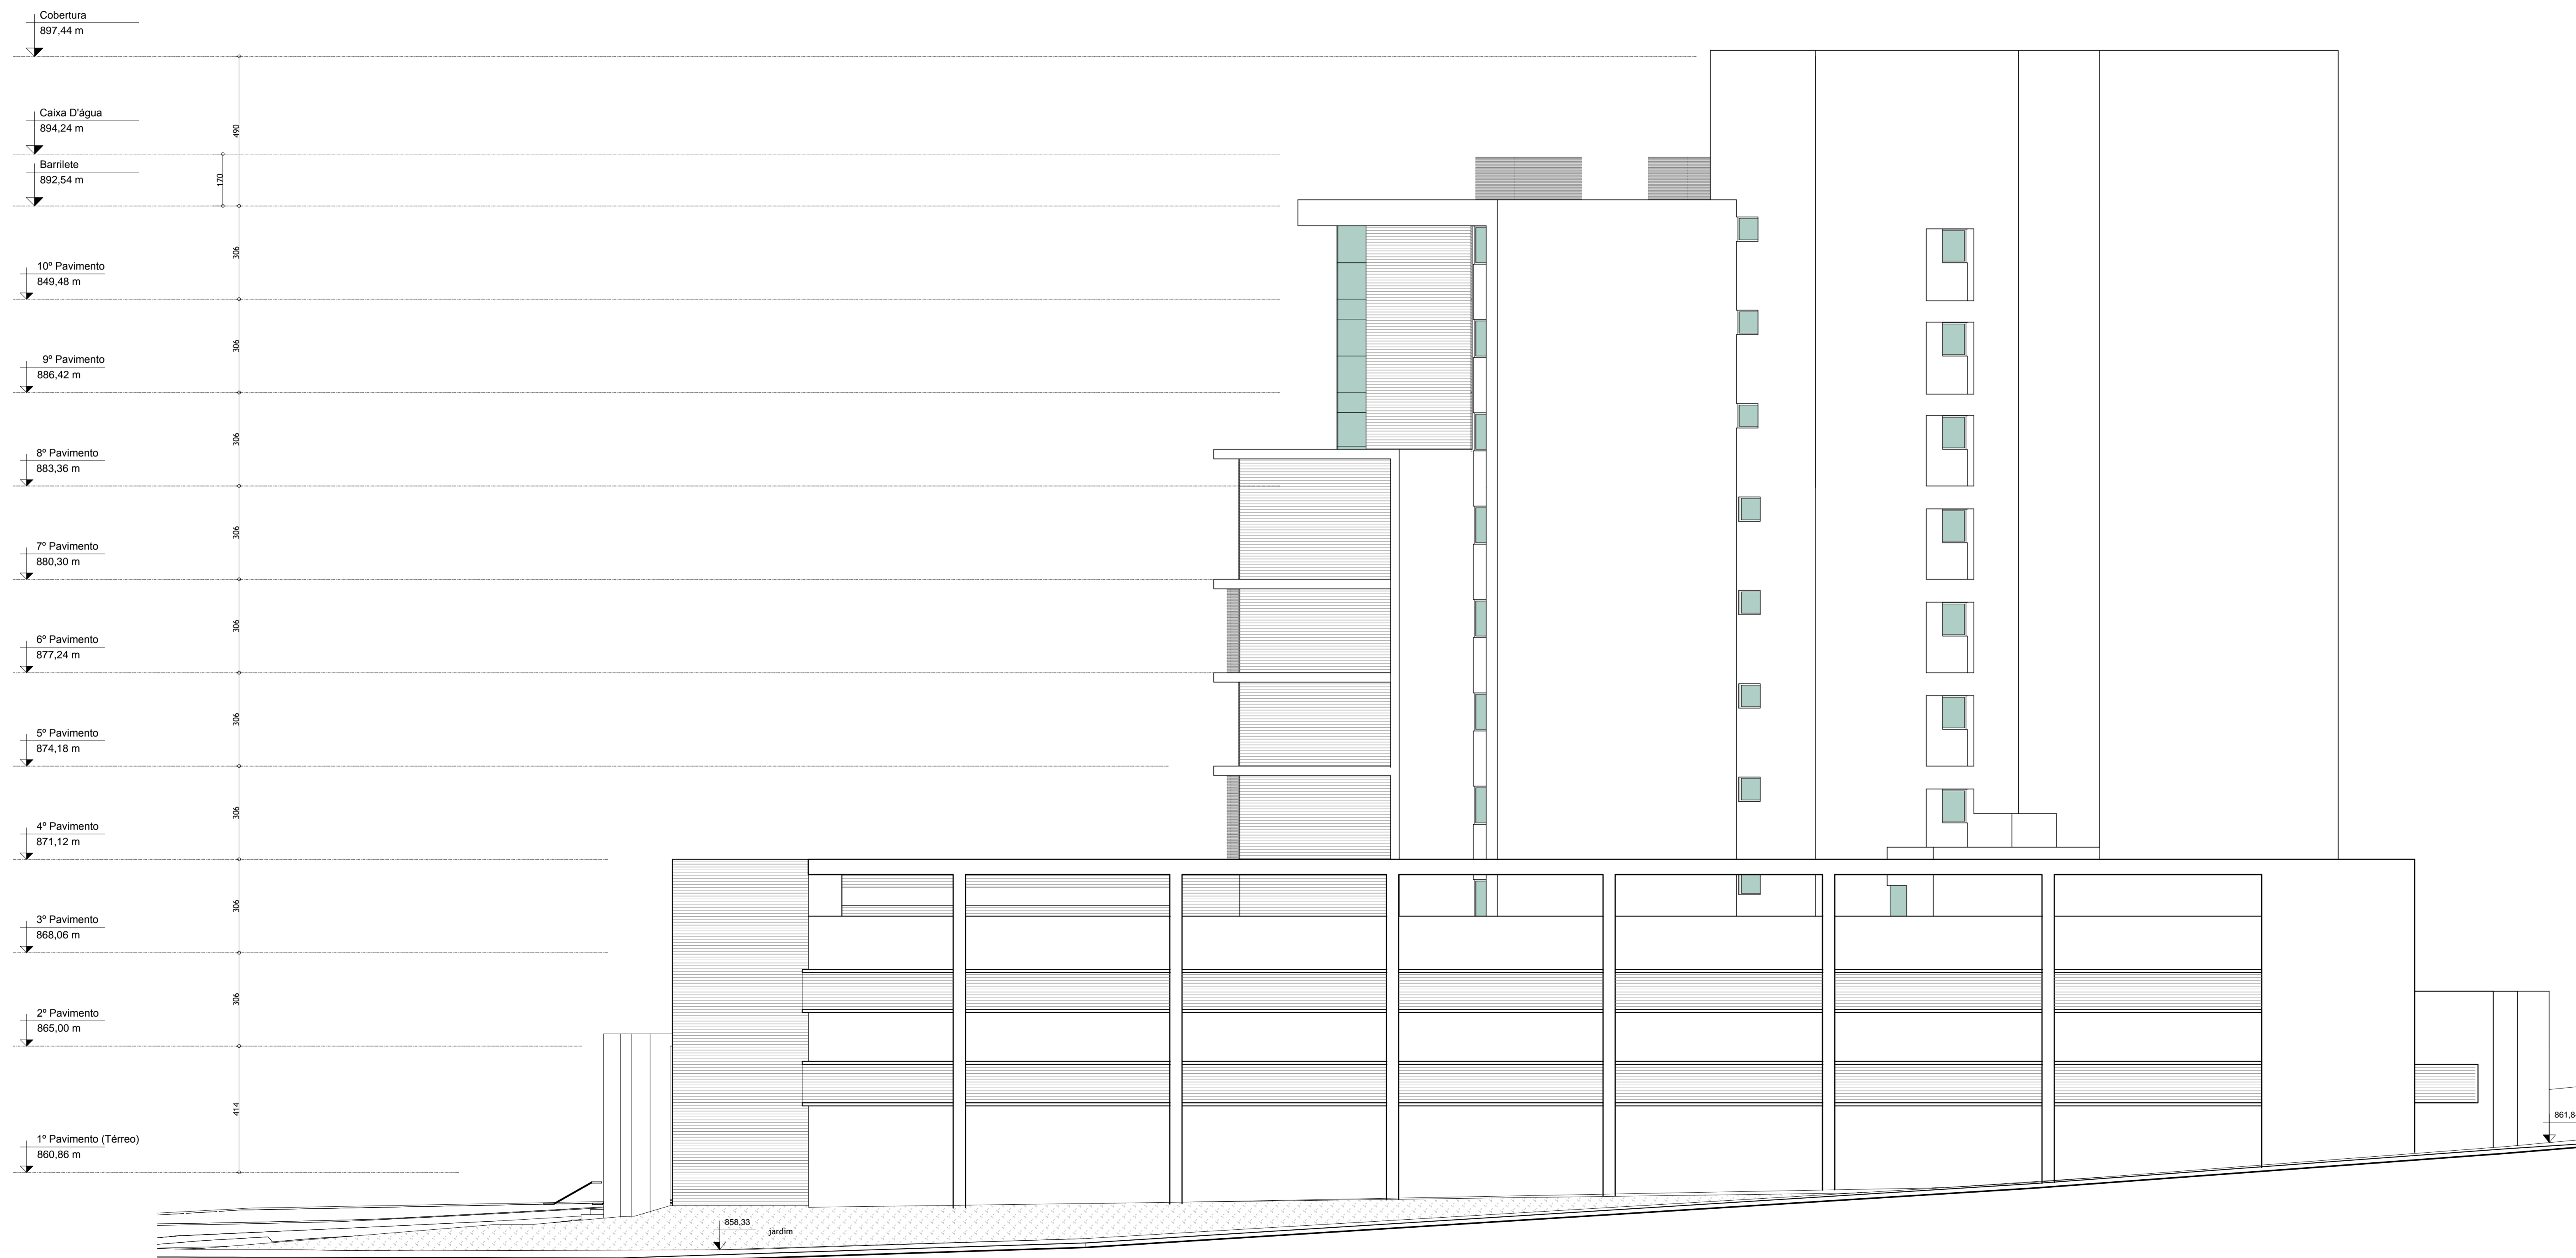 Cobertura
897,44 m
Caixa D'água
894,24 m
490
Barrilete
892,54 m
170
306
10º Pavimento
849,48 m
306
9º Pavimento
886,42 m
306
8º Pavimento
883,36 m
306
7º Pavimento
880,30 m
306
6º Pavimento
877,24 m
306
5º Pavimento
874,18 m
306
4º Pavimento
871,12 m
306
3º Pavimento
868,06 m
306
2º Pavimento
865,00 m
414
861,8
1º Pavimento (Térreo)
860,86 m
858,33
jardim